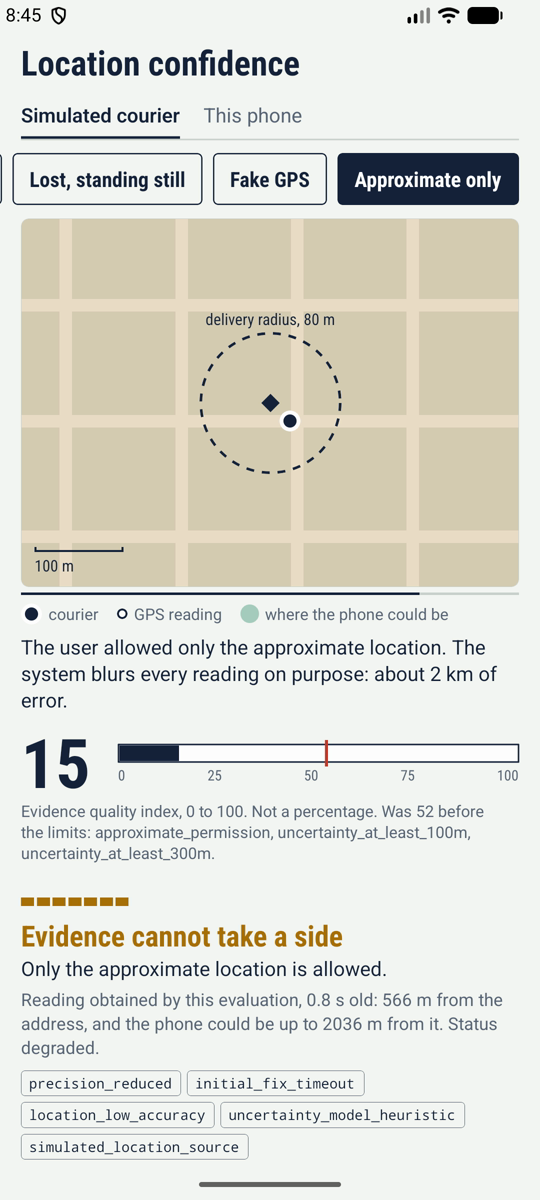 8:45
Location confidence
Simulated courier
This phone
Lost, standing still
Fake GPS
Approximate only
delivery radius, 80 m
100 m
courier
GPS reading
where the phone could be
The user allowed only the approximate location. The
system blurs every reading on purpose: about 2 km of
error.
15
0 25 50 75 100
Evidence quality index, 0 to 100. Not a percentage. Was 52 before
the limits: approximate_permission, uncertainty_at_least_100m,
uncertainty_at_least_300m.
Evidence cannot take a side
Only the approximate location is allowed.
Reading obtained by this evaluation, 0.8 s old: 566 m from the
address, and the phone could be up to 2036 m from it. Status
degraded.
precision_reduced
initial_fix_timeout
location_low_accuracy
uncertainty_model_heuristic
simulated_location_source